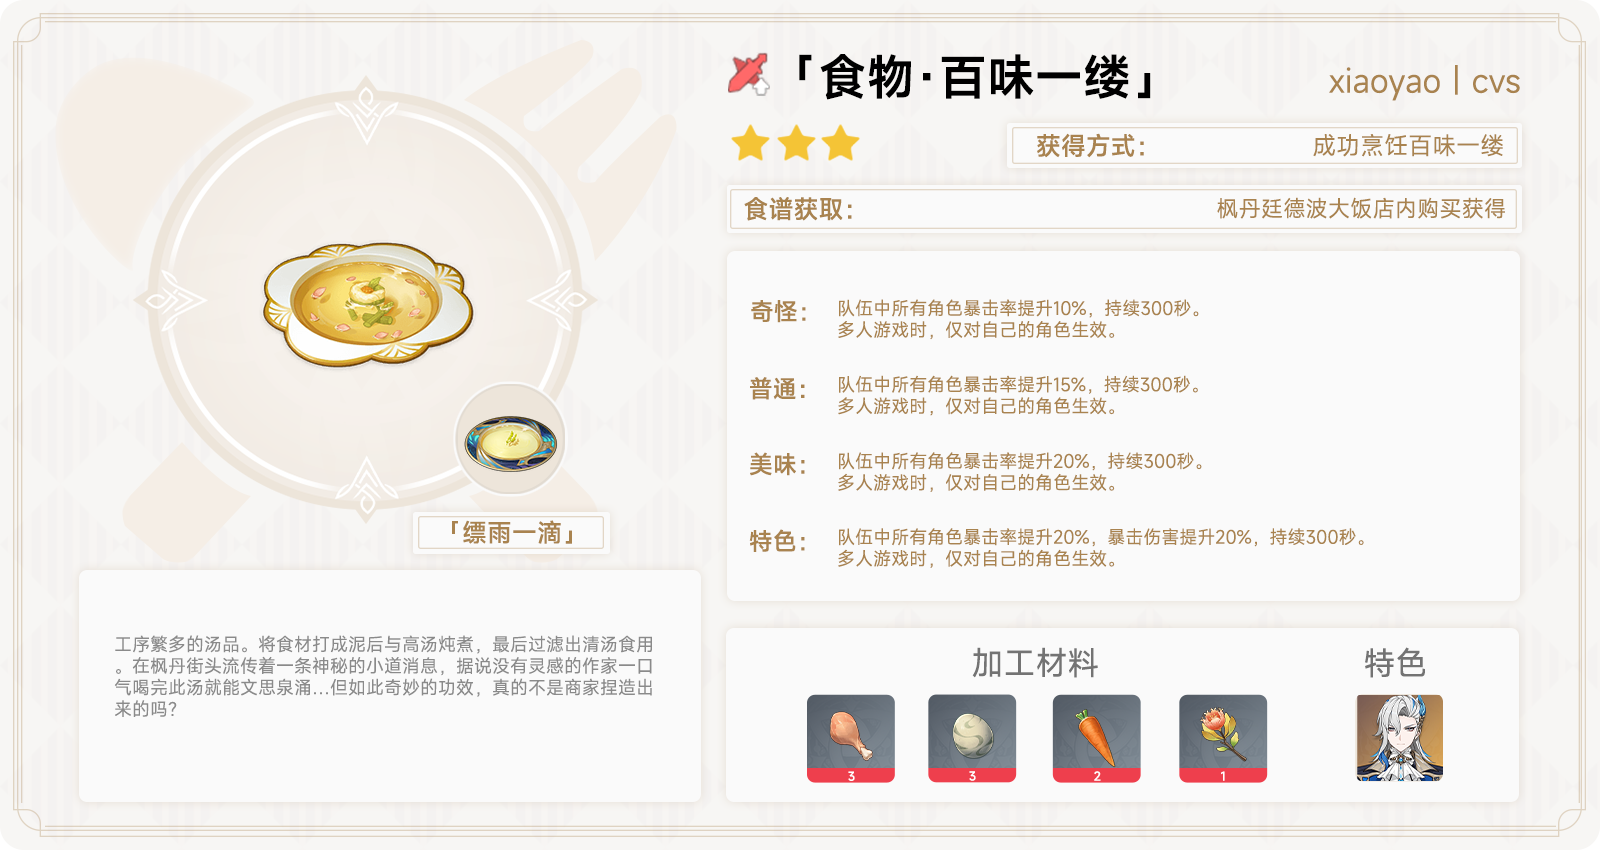 「食物·百味一缕」
xiaoyao | cvs
获得方式：
成功烹饪百味一缕
食谱获取：
枫丹廷德波大饭店内购买获得
奇怪：
队伍中所有角色暴击率提升10%，持续300秒。
多人游戏时，仅对自己的角色生效。
普通：
队伍中所有角色暴击率提升15%，持续300秒。
多人游戏时，仅对自己的角色生效。
美味：
队伍中所有角色暴击率提升20%，持续300秒。
多人游戏时，仅对自己的角色生效。
特色：
队伍中所有角色暴击率提升20%，暴击伤害提升20%，持续300秒。
多人游戏时，仅对自己的角色生效。
「缥雨一滴」
工序繁多的汤品。将食材打成泥后与高汤炖煮，最后过滤出清汤食用
。在枫丹街头流传着一条神秘的小道消息，据说没有灵感的作家一口
气喝完此汤就能文思泉涌…但如此奇妙的功效，真的不是商家捏造出
来的吗？
加工材料
特色
3
3
2
1